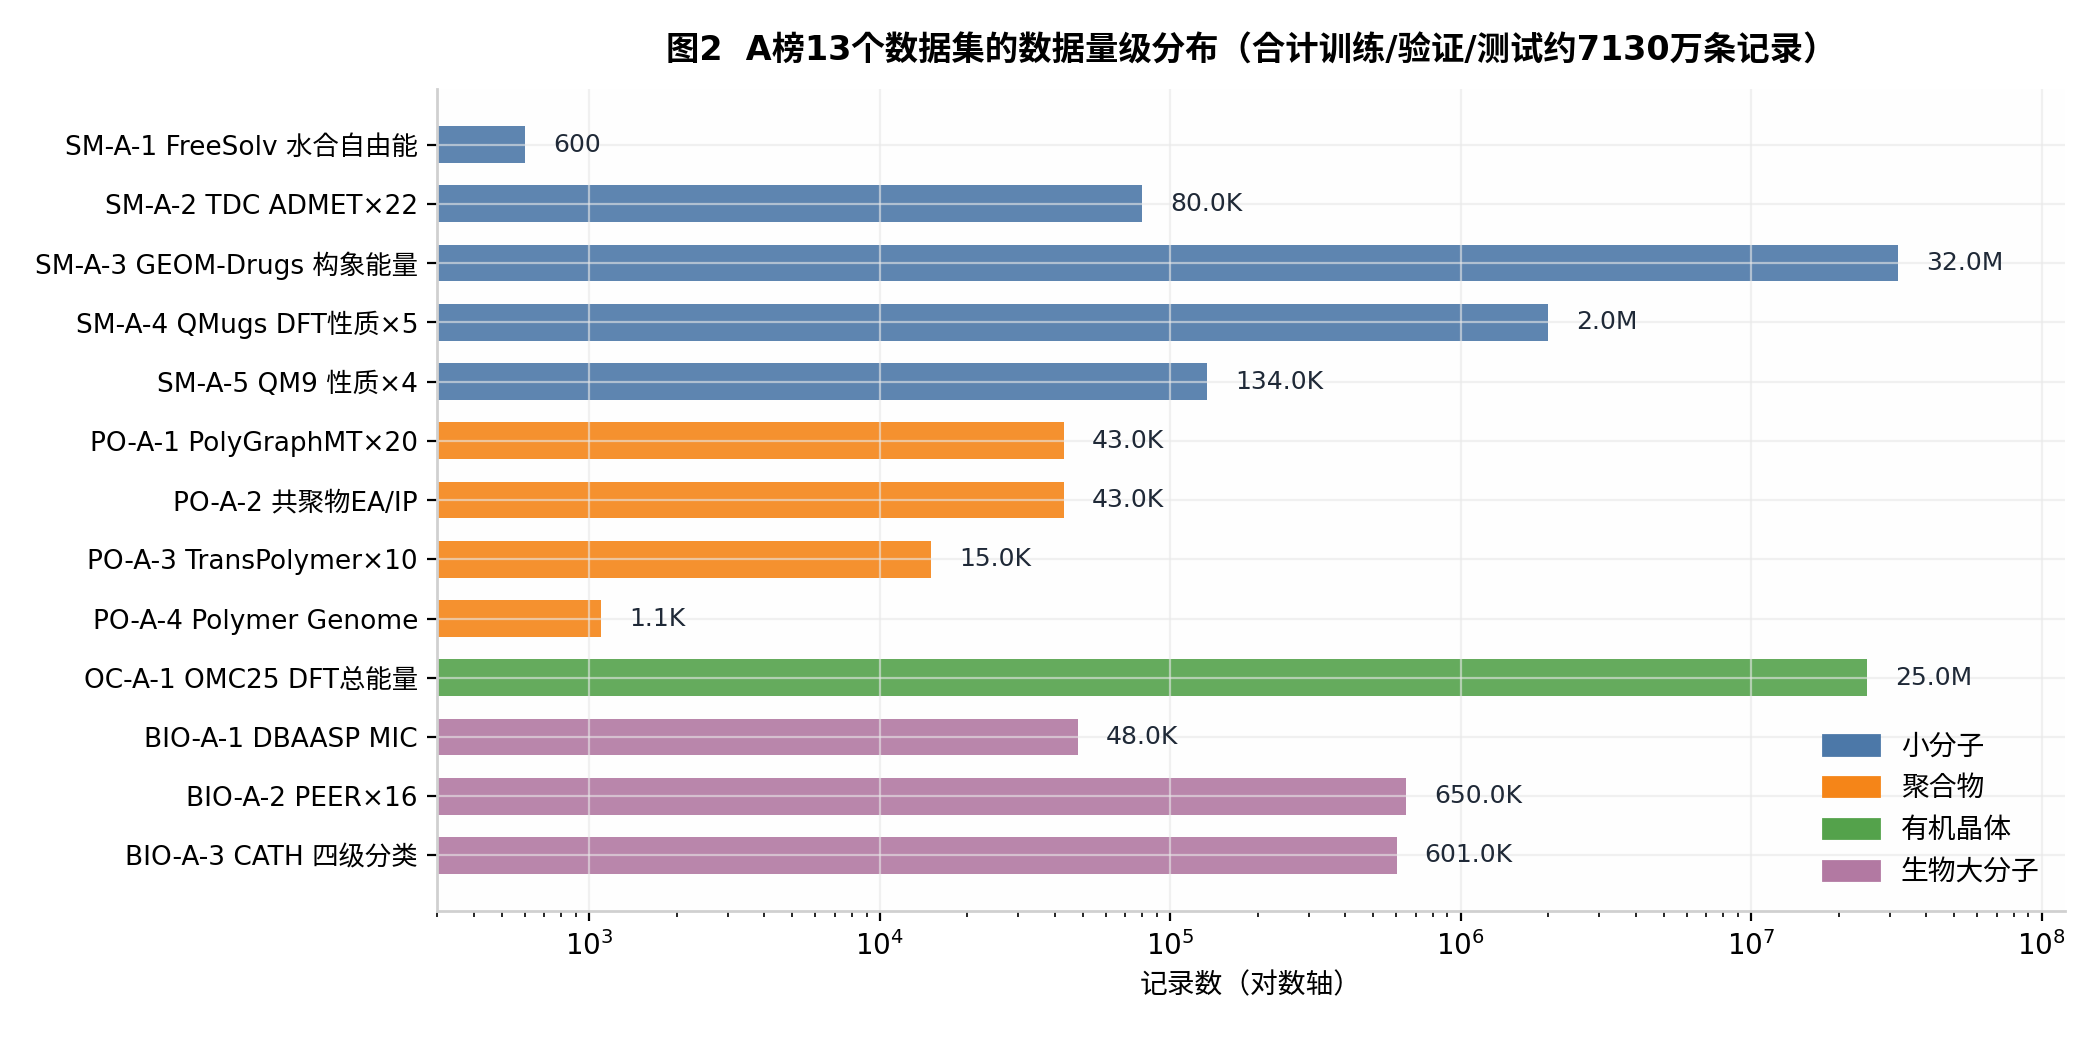 图2  A榜13个数据集的数据量级分布（合计训练/验证/测试约7130万条记录）
SM-A-1 FreeSolv 水合自由能 600
SM-A-2 TDC ADMET×22 80.0K
SM-A-3 GEOM-Drugs 构象能量 32.0M
SM-A-4 QMugs DFT性质×5 2.0M
SM-A-5 QM9 性质×4 134.0K
PO-A-1 PolyGraphMT×20 43.0K
PO-A-2 共聚物EA/IP 43.0K
PO-A-3 TransPolymer×10 15.0K
PO-A-4 Polymer Genome 1.1K
OC-A-1 OMC25 DFT总能量 25.0M
BIO-A-1 DBAASP MIC 48.0K
BIO-A-2 PEER×16 650.0K
BIO-A-3 CATH 四级分类 601.0K
小分子
聚合物
有机晶体
生物大分子
10³ 10⁴ 10⁵ 10⁶ 10⁷ 10⁸
记录数（对数轴）